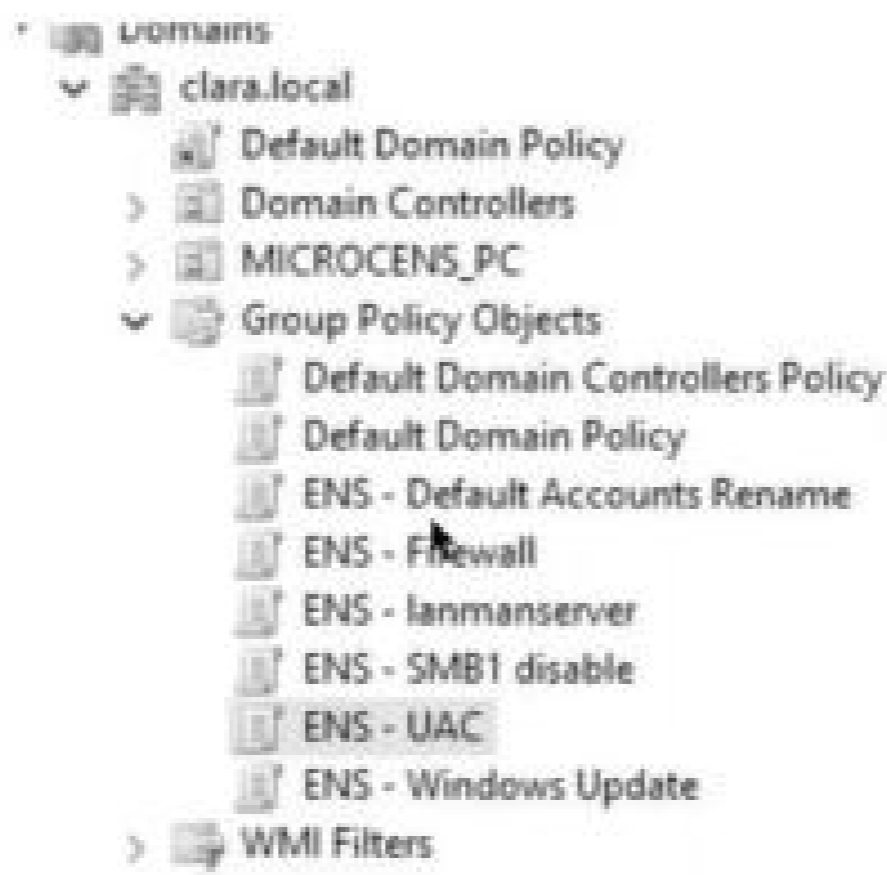 Domains
clara.local
Default Domain Policy
Domain Controllers
MICROCENS_PC
Group Policy Objects
Default Domain Controllers Policy
Default Domain Policy
ENS - Default Accounts Rename
ENS - Firewall
ENS - lanmanserver
ENS - SMB1 disable
ENS - UAC
ENS - Windows Update
WMI Filters